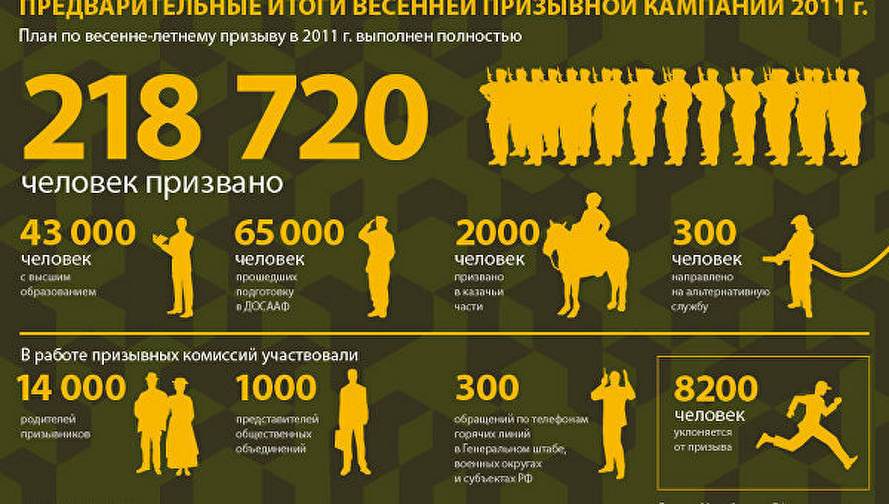 ПРЕДВАРИТЕЛЬНЫЕ ИТОГИ ВЕСЕННЕЙ ПРИЗЫВНОЙ КАМПАНИИ 2011 г.
План по весенне-летнему призыву в 2011 г. выполнен полностью
218 720
человек призвано
43 000
человек
с высшим
образованием
65 000
человек
прошедших
подготовку
в ДОСААФ
2000
человек
призвано
в казачьи
части
300
человек
направлено
на альтернативную
службу
В работе призывных комиссий участвовали
14 000
родителей
призывников
1000
представителей
общественных
объединений
300
обращений по телефонам
горячих линий
в Генеральном штабе,
военных округах
и субъектах РФ
8200
человек
уклоняется
от призыва